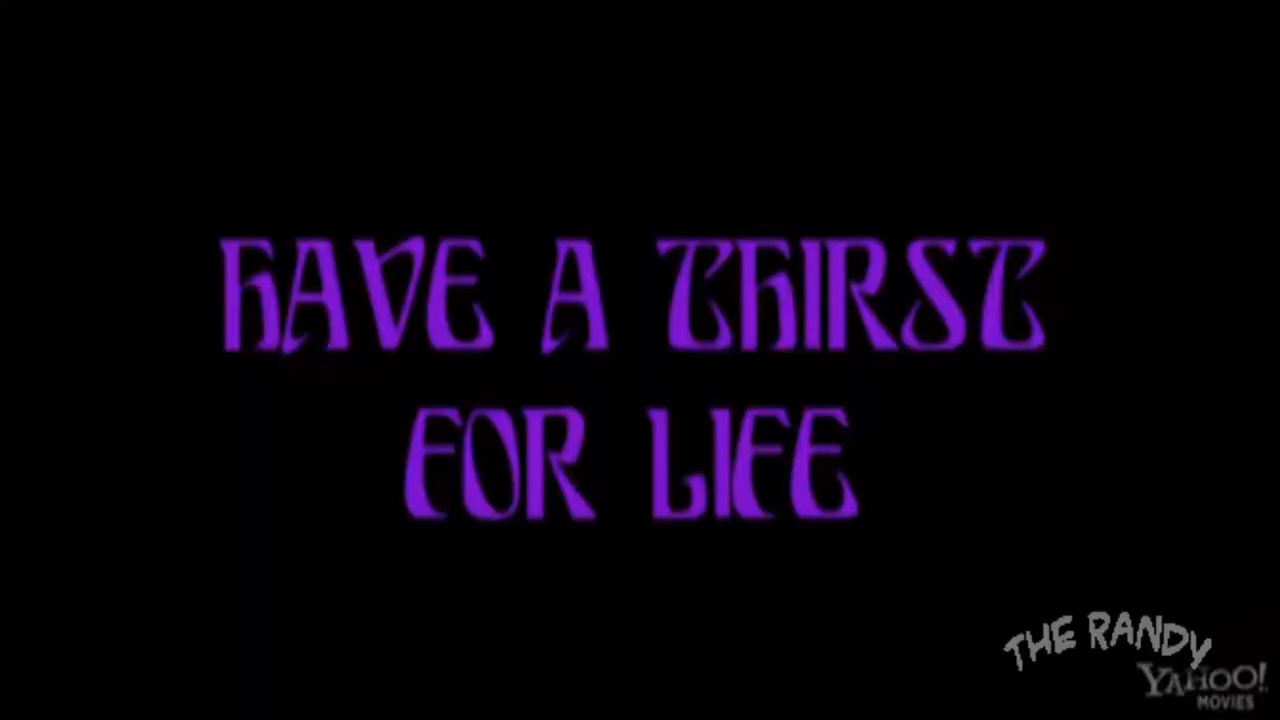 HAVE A THIRST
FOR LIFE
THE RANDY
YAHOO!
MOVIES